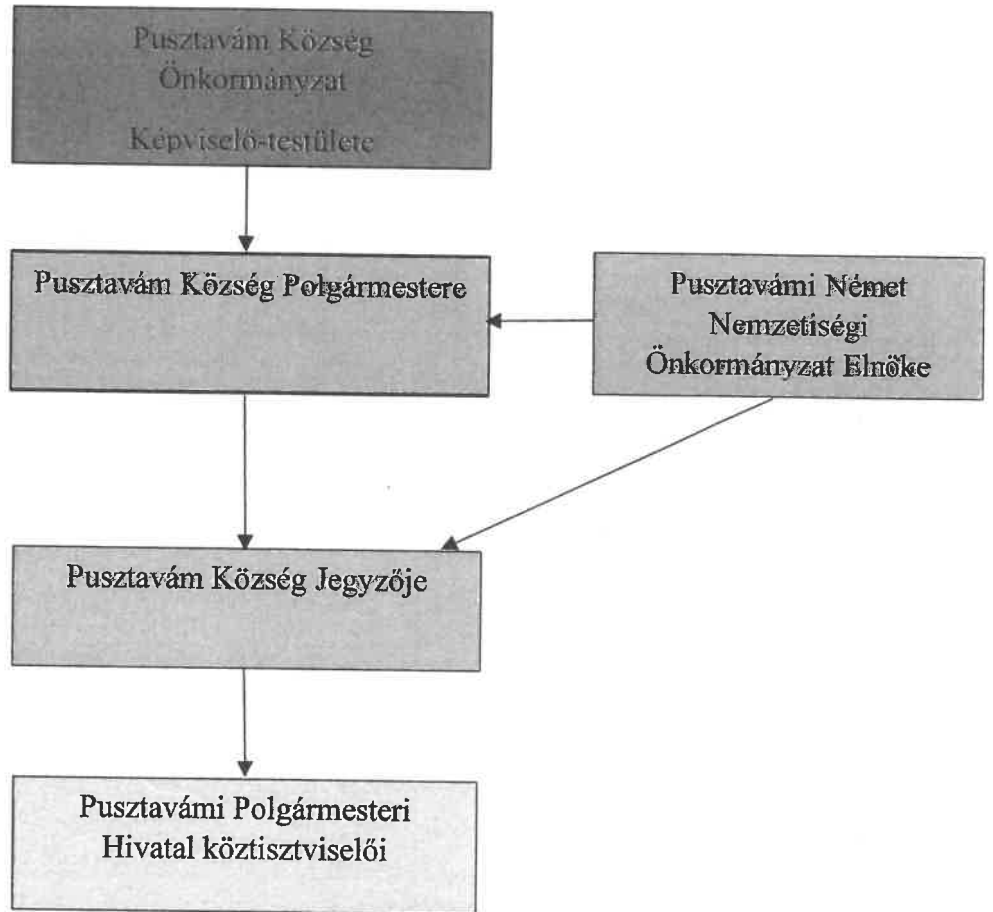 Pusztavám Község
Önkormányzat
Képviselő-testülete
Pusztavám Község Polgármestere
Pusztavámi Német
Nemzetiségi
Önkormányzat Elnöke
Pusztavám Község Jegyzője
Pusztavámi Polgármesteri
Hivatal köztisztviselői